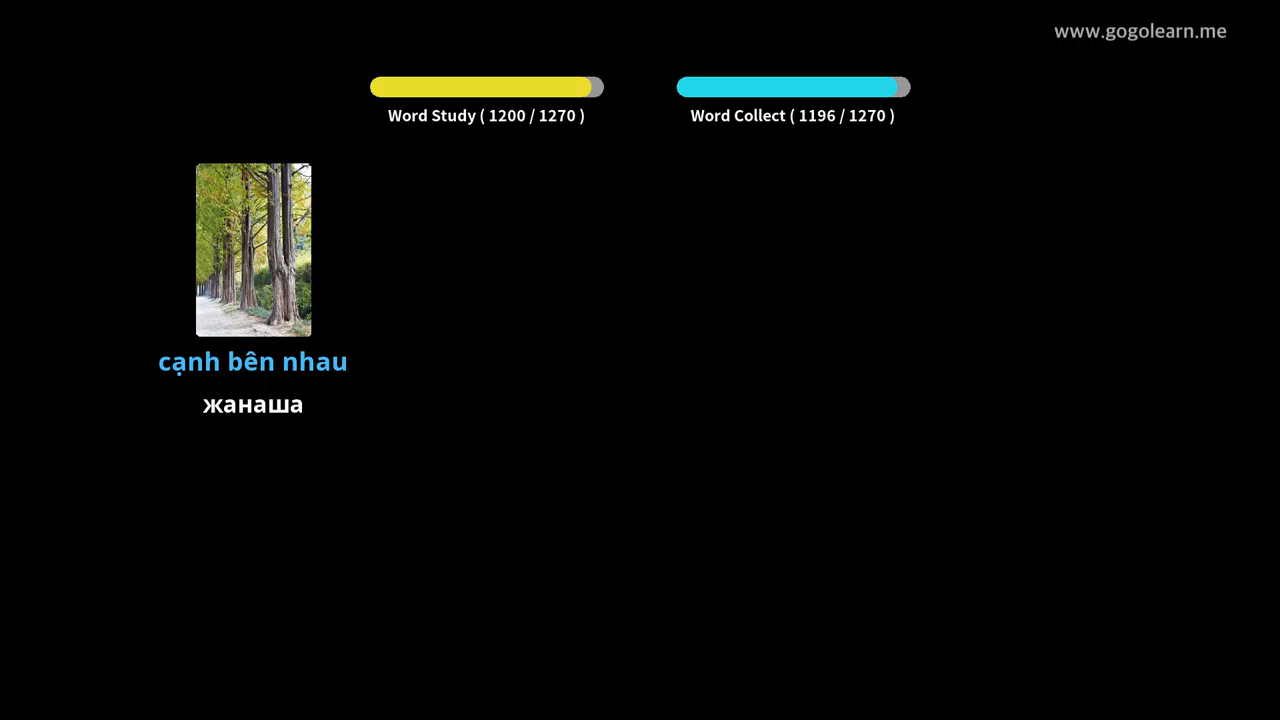 www.gogolearn.me
Word Study ( 1200 / 1270 )
Word Collect ( 1196 / 1270 )
cạnh bên nhau
жанаша